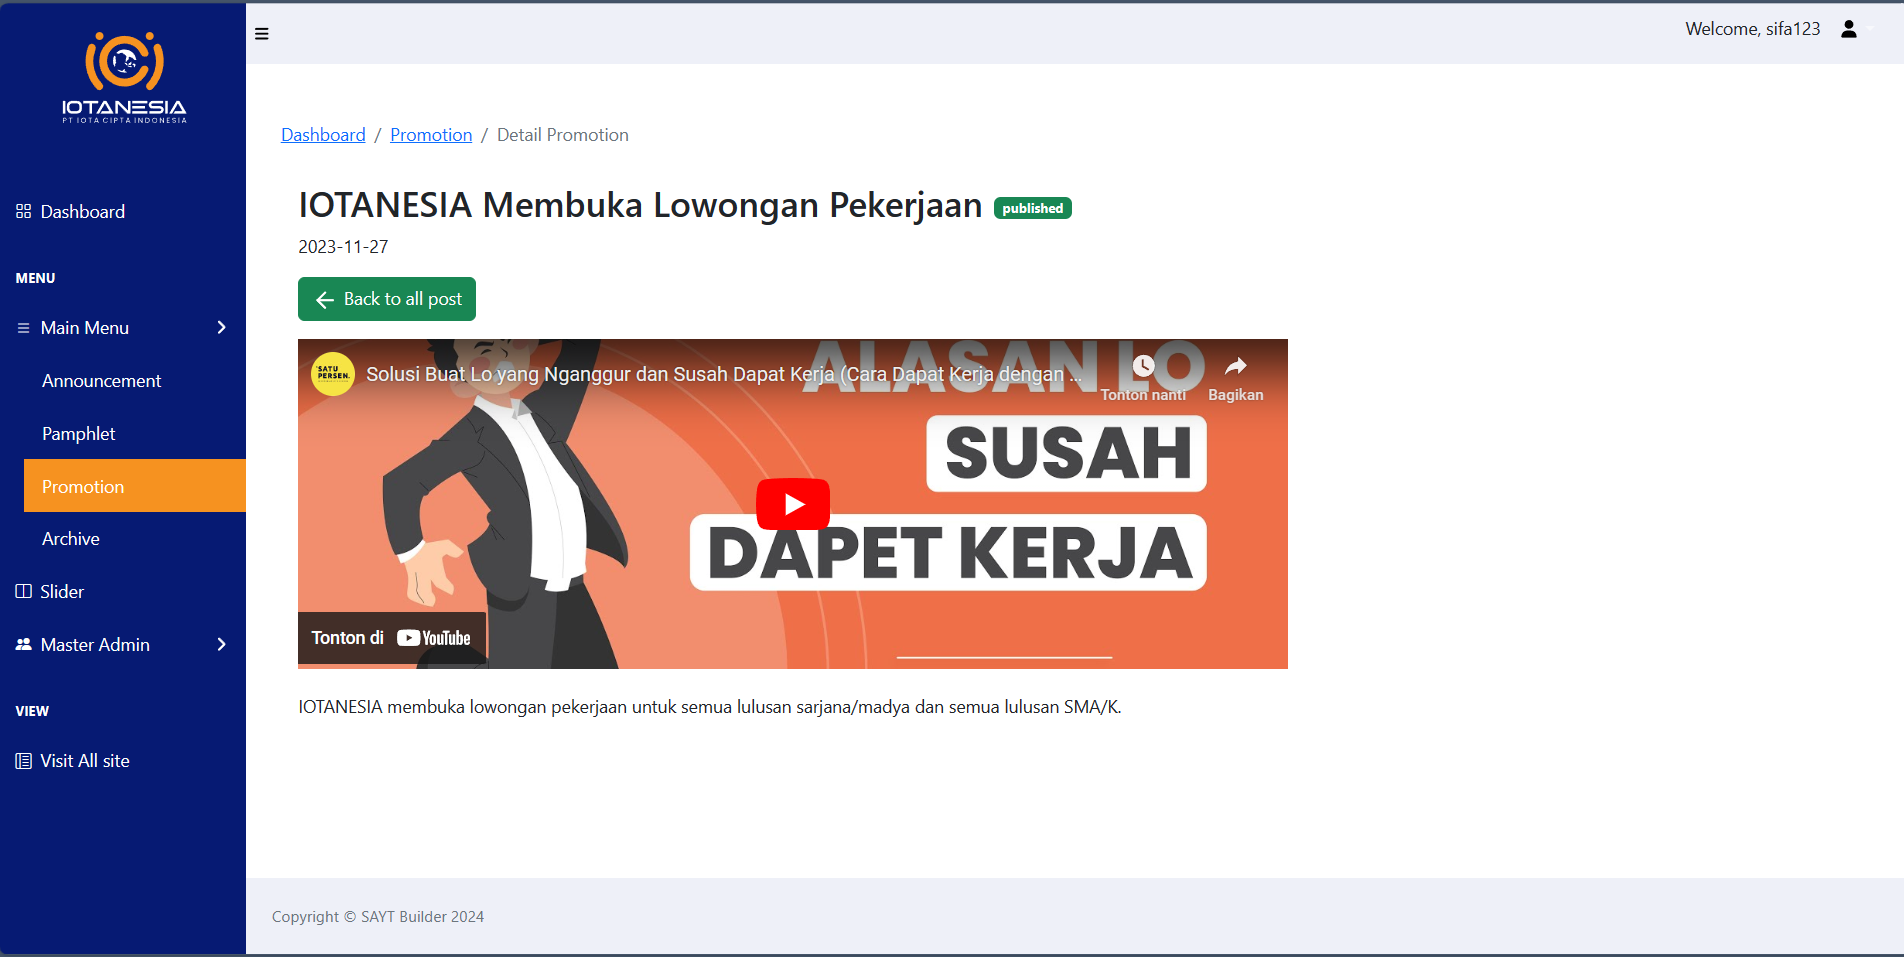 IOTANESIA
PT IOTA CIPTA INDONESIA
Dashboard
MENU
Main Menu
Announcement
Pamphlet
Promotion
Archive
Slider
Master Admin
VIEW
Visit All site
Welcome, sifa123
Dashboard / Promotion / Detail Promotion
IOTANESIA Membuka Lowongan Pekerjaan published
2023-11-27
Back to all post
SATU
PERSEN.
Solusi Buat Lo yang Nganggur dan Susah Dapat Kerja (Cara Dapat Kerja dengan ...
Tonton nanti
Bagikan
ALASAN LO
SUSAH
DAPET KERJA
Tonton di YouTube
IOTANESIA membuka lowongan pekerjaan untuk semua lulusan sarjana/madya dan semua lulusan SMA/K.
Copyright © SAYT Builder 2024